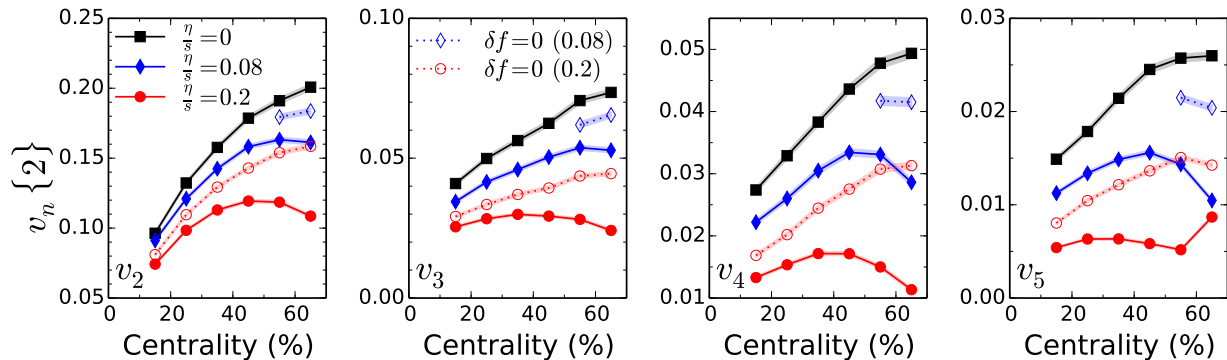 v_n {2}
0.25
0.20
0.15
0.10
0.05
η/s = 0
η/s = 0.08
η/s = 0.2
v_2
0 20 40 60
Centrality (%)
0.10
0.05
0.00
δf = 0 (0.08)
δf = 0 (0.2)
v_3
0 20 40 60
Centrality (%)
0.05
0.04
0.03
0.02
0.01
v_4
0 20 40 60
Centrality (%)
0.03
0.02
0.01
0.00
v_5
0 20 40 60
Centrality (%)